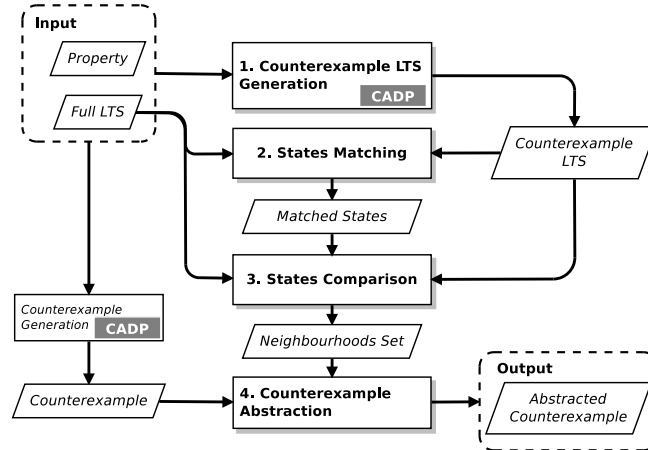 Input
Property
Full LTS
1. Counterexample LTS
Generation
CADP
2. States Matching
Counterexample
LTS
Matched States
3. States Comparison
Counterexample
Generation
CADP
Neighbourhoods Set
Counterexample
4. Counterexample
Abstraction
Output
Abstracted
Counterexample